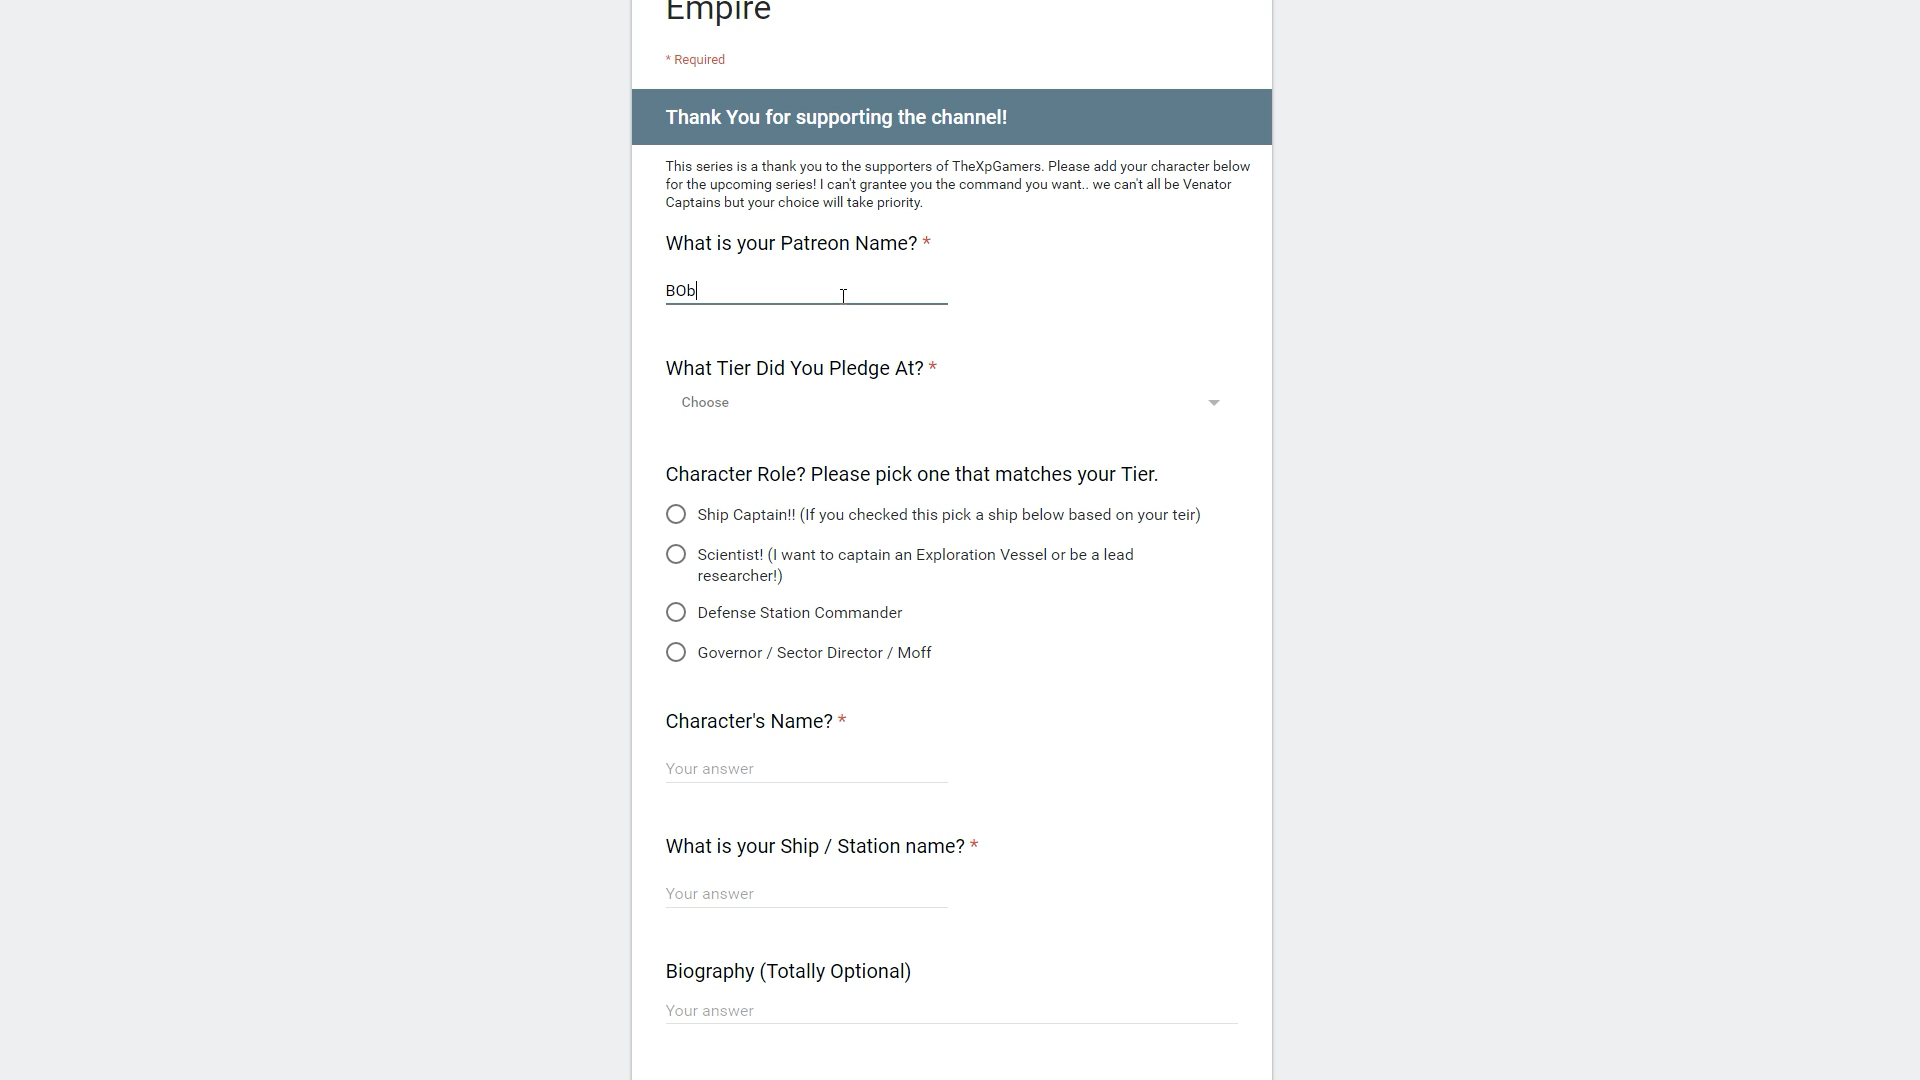 Empire
* Required
Thank You for supporting the channel!
This series is a thank you to the supporters of TheXpGamers. Please add your character below
for the upcoming series! I can't grantee you the command you want.. we can't all be Venator
Captains but your choice will take priority.
What is your Patreon Name? *
BOb
What Tier Did You Pledge At? *
Choose
Character Role? Please pick one that matches your Tier.
Ship Captain!! (If you checked this pick a ship below based on your teir)
Scientist! (I want to captain an Exploration Vessel or be a lead
researcher!)
Defense Station Commander
Governor / Sector Director / Moff
Character's Name? *
Your answer
What is your Ship / Station name? *
Your answer
Biography (Totally Optional)
Your answer